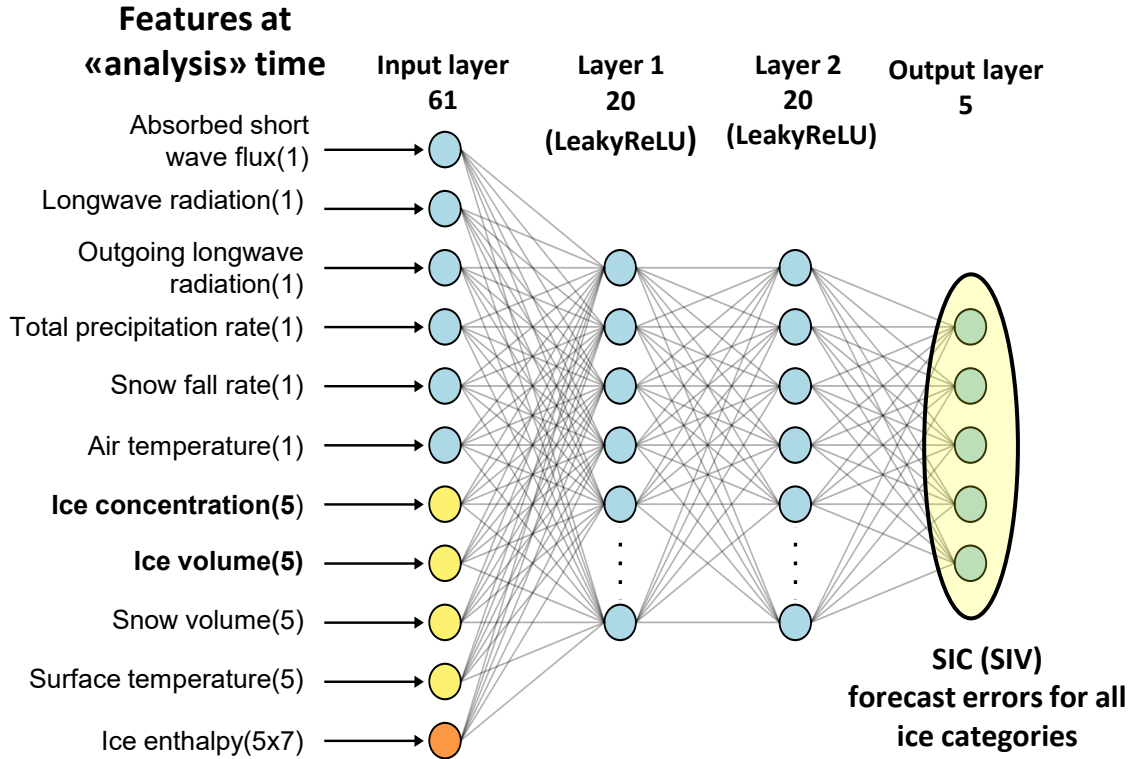 Features at
«analysis» time
Input layer
61
Layer 1
20
(LeakyReLU)
Layer 2
20
(LeakyReLU)
Output layer
5
Absorbed short
wave flux(1)
Longwave radiation(1)
Outgoing longwave
radiation(1)
Total precipitation rate(1)
Snow fall rate(1)
Air temperature(1)
Ice concentration(5)
Ice volume(5)
Snow volume(5)
Surface temperature(5)
Ice enthalpy(5x7)
SIC (SIV)
forecast errors for all
ice categories